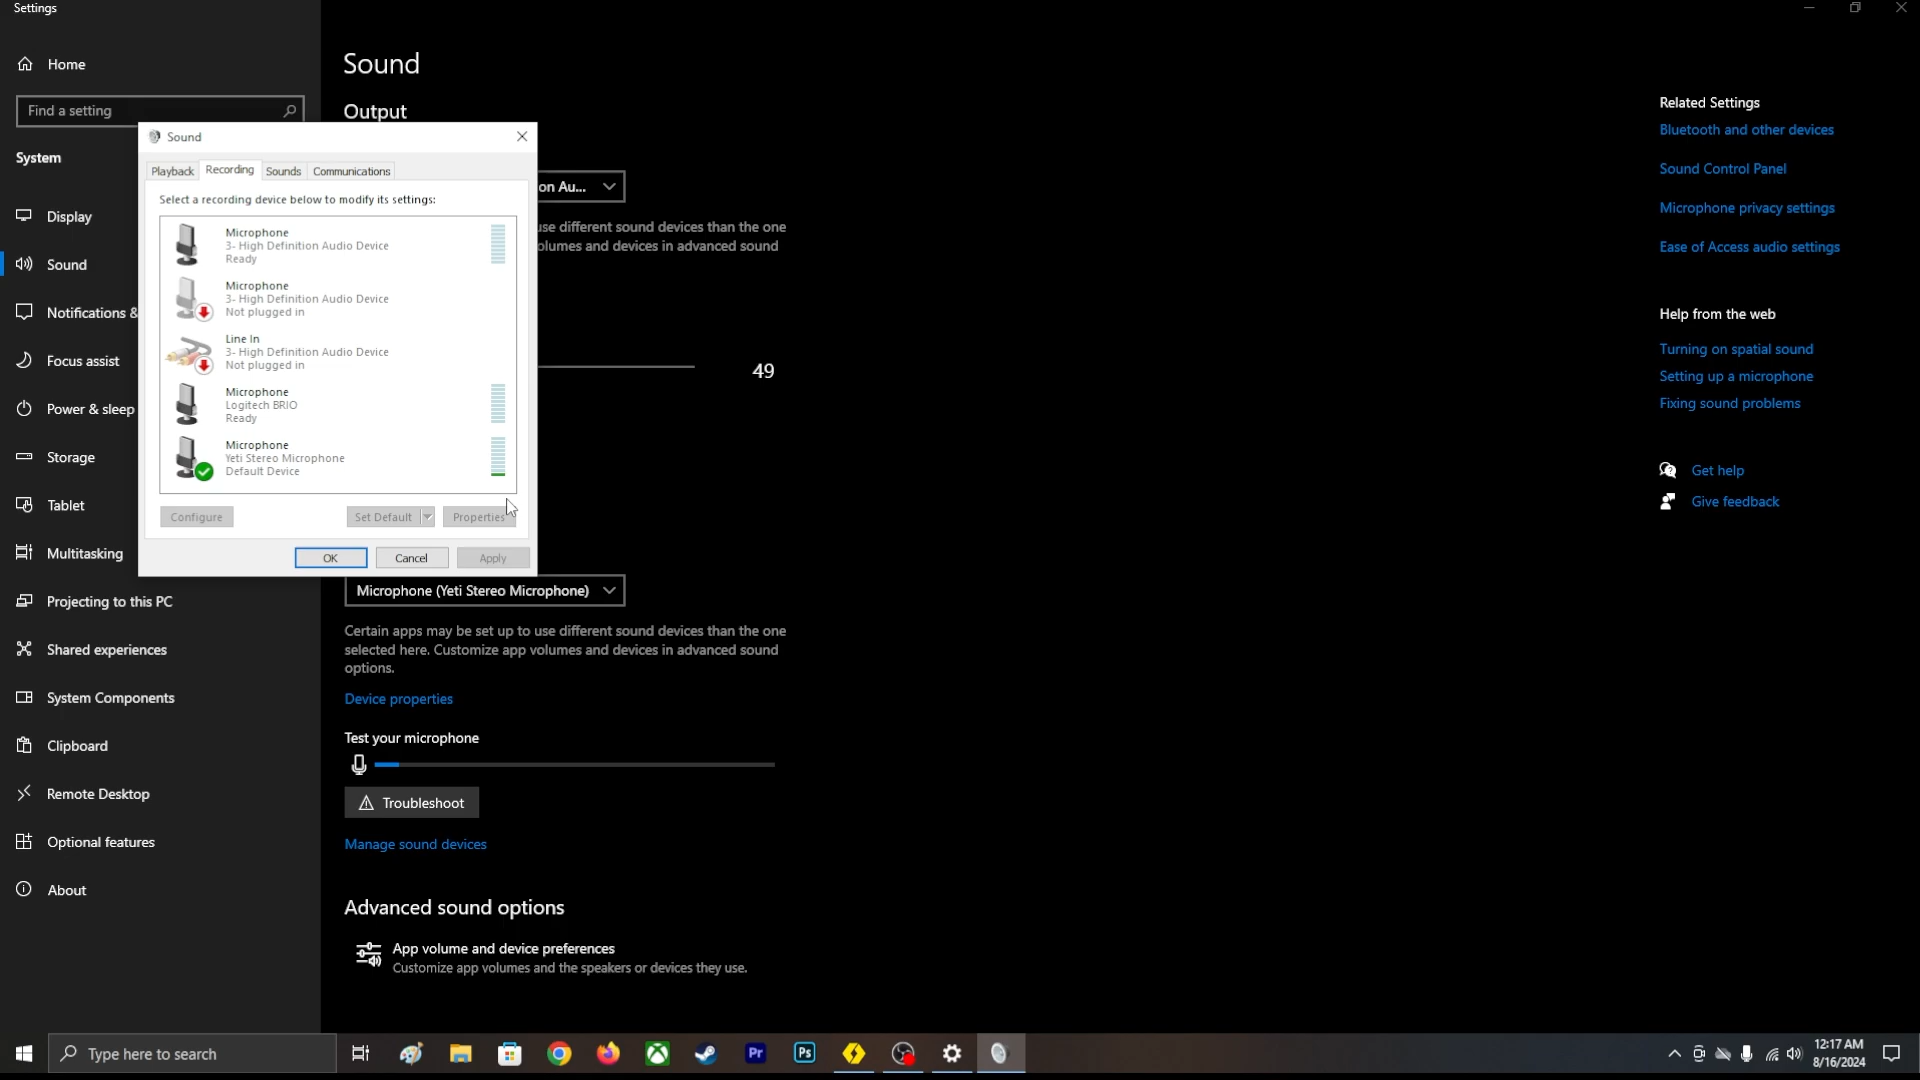 Settings
Home
Find a setting
System
Display
Sound
Notifications &
Focus assist
Power & sleep
Storage
Tablet
Multitasking
Projecting to this PC
Shared experiences
System Components
Clipboard
Remote Desktop
Optional features
About
Sound
Output
on Au...
use different sound devices than the one
olumes and devices in advanced sound
49
Sound
Playback Recording Sounds Communications
Select a recording device below to modify its settings:
Microphone
3- High Definition Audio Device
Ready
Microphone
3- High Definition Audio Device
Not plugged in
Line In
3- High Definition Audio Device
Not plugged in
Microphone
Logitech BRIO
Ready
Microphone
Yeti Stereo Microphone
Default Device
Configure Set Default Properties
OK Cancel Apply
Microphone (Yeti Stereo Microphone)
Certain apps may be set up to use different sound devices than the one
selected here. Customize app volumes and devices in advanced sound
options.
Device properties
Test your microphone
Troubleshoot
Manage sound devices
Advanced sound options
App volume and device preferences
Customize app volumes and the speakers or devices they use.
Related Settings
Bluetooth and other devices
Sound Control Panel
Microphone privacy settings
Ease of Access audio settings
Help from the web
Turning on spatial sound
Setting up a microphone
Fixing sound problems
Get help
Give feedback
Type here to search
Pr
Ps
12:17 AM
8/16/2024